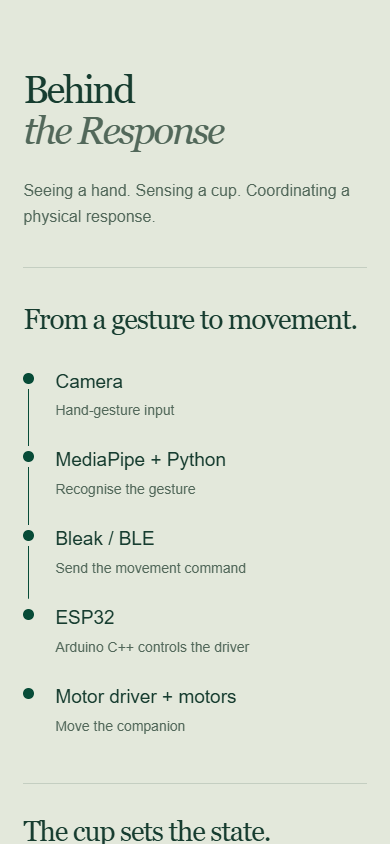 Behind
the Response
Seeing a hand. Sensing a cup. Coordinating a
physical response.
From a gesture to movement.
Camera
Hand-gesture input
MediaPipe + Python
Recognise the gesture
Bleak / BLE
Send the movement command
ESP32
Arduino C++ controls the driver
Motor driver + motors
Move the companion
The cup sets the state.